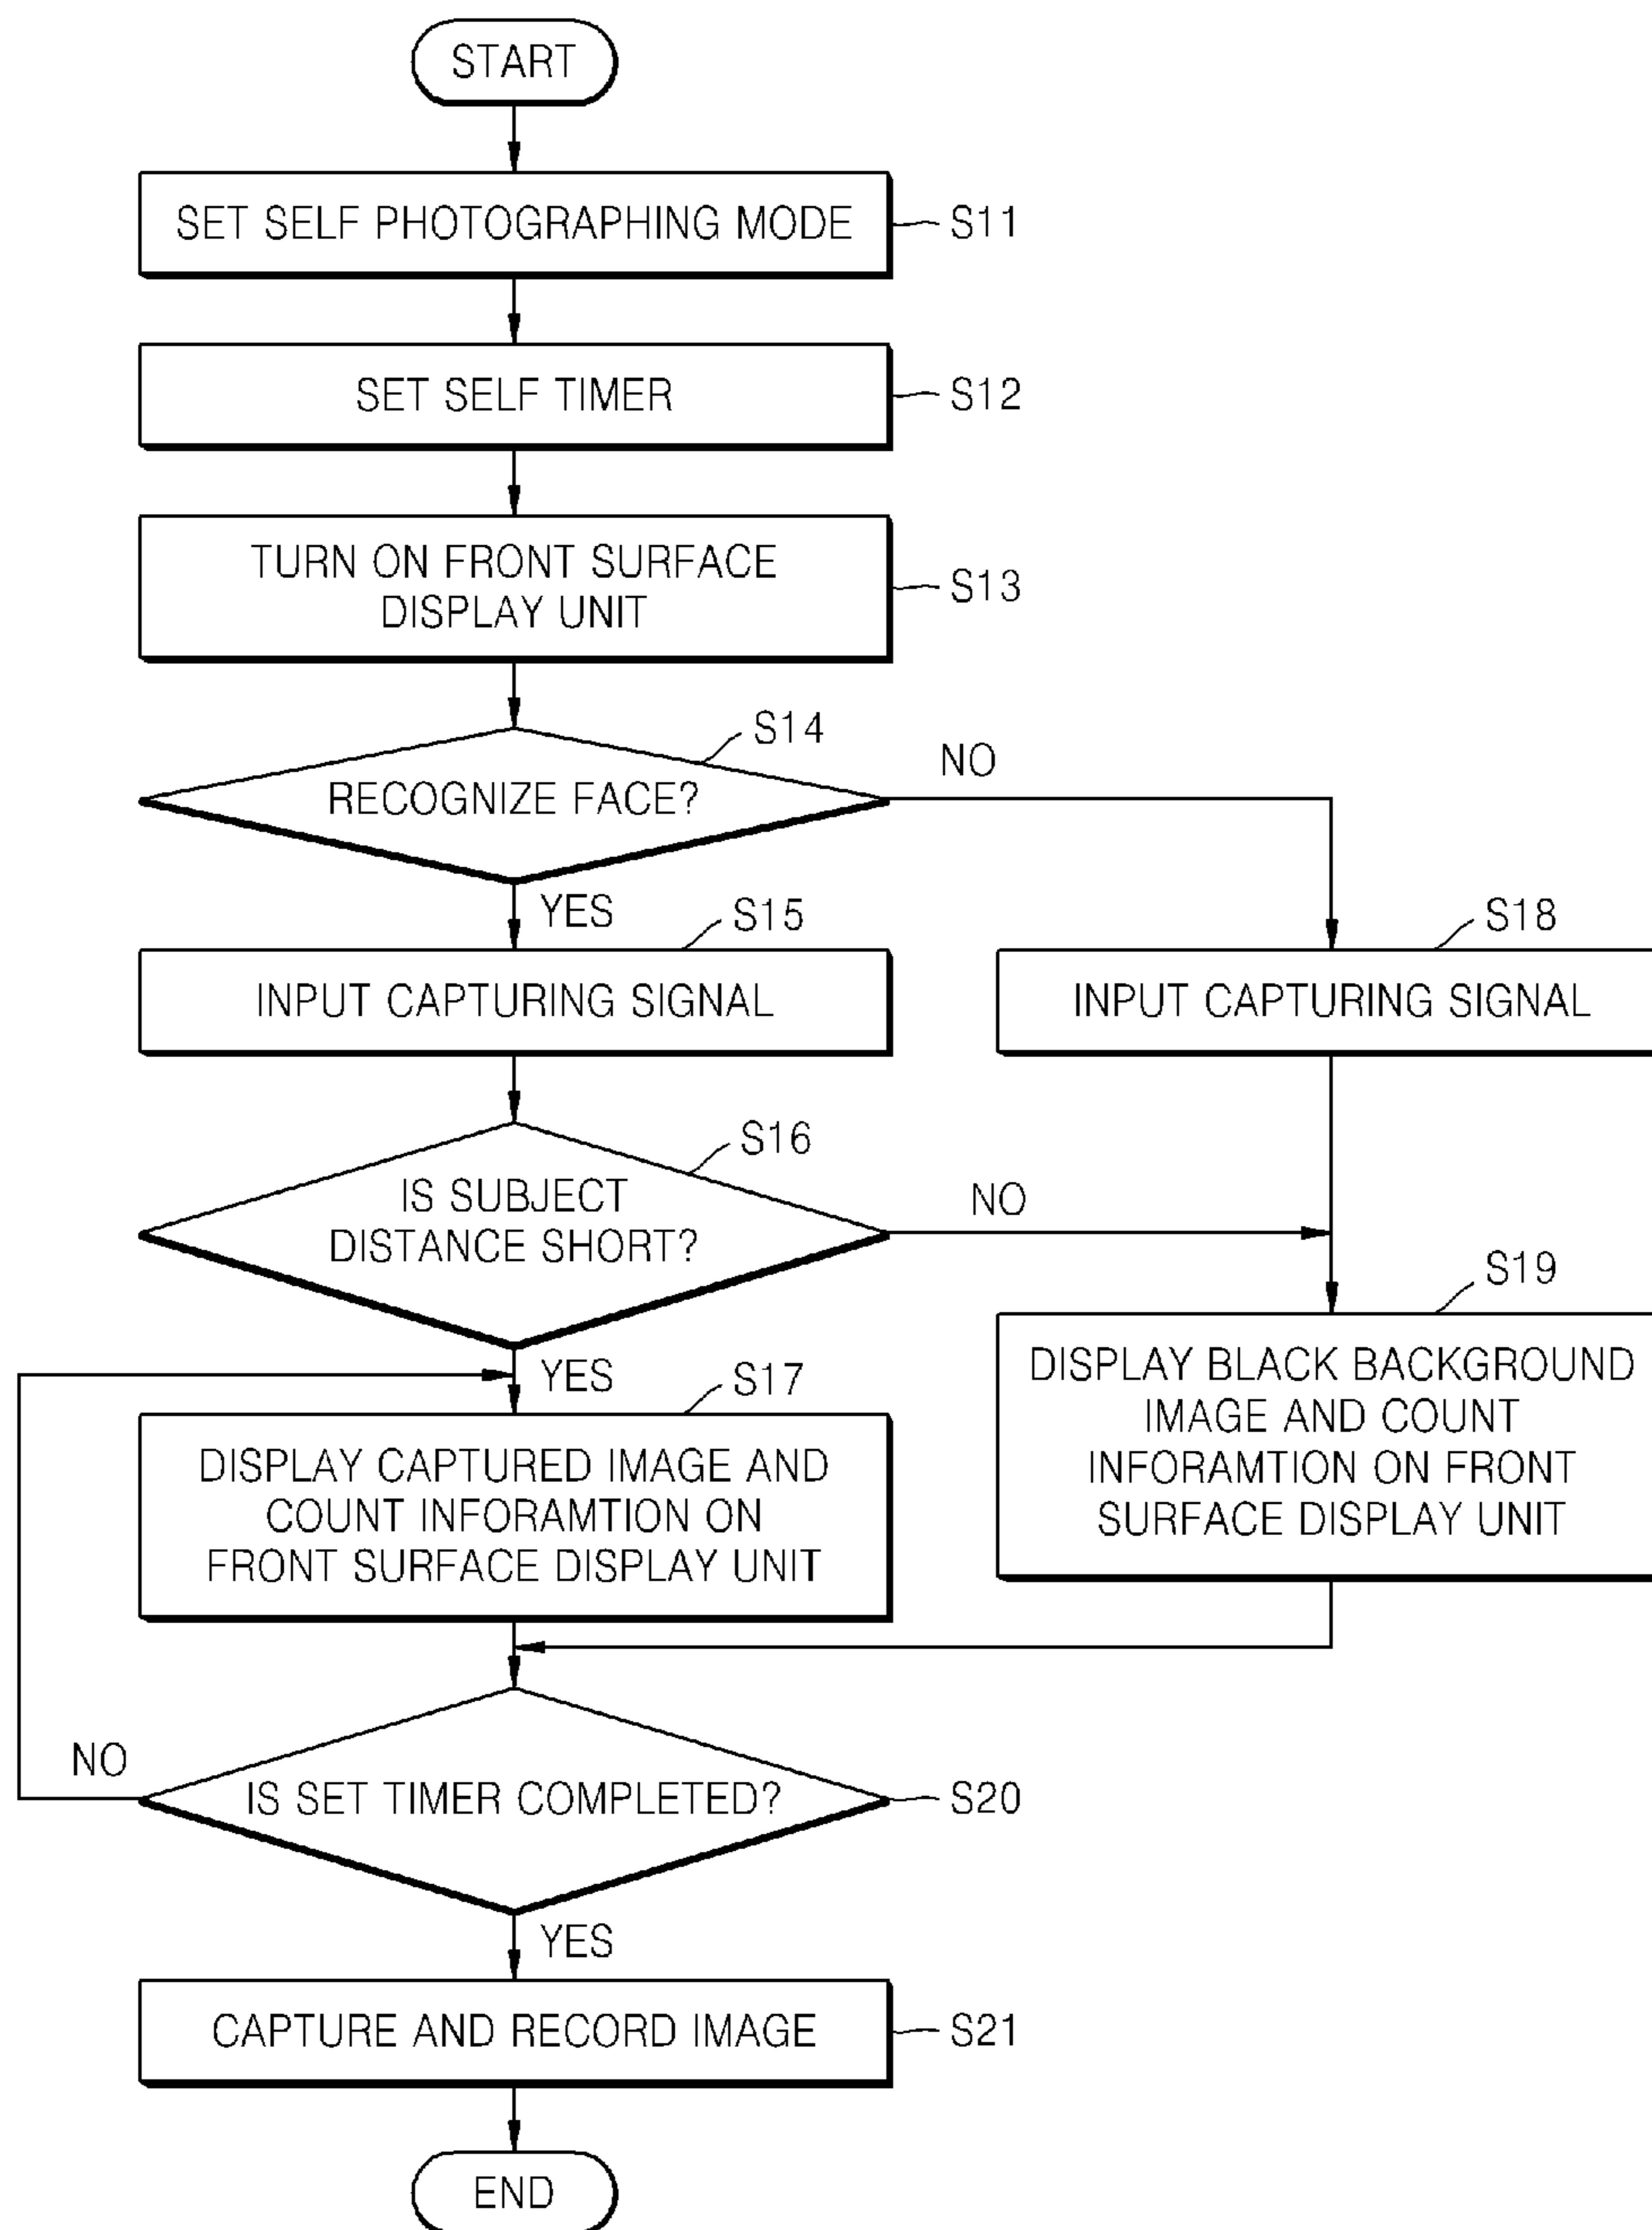 START
SET SELF PHOTOGRAPHING MODE
S11
SET SELF TIMER
S12
TURN ON FRONT SURFACE
DISPLAY UNIT
S13
S14
RECOGNIZE FACE?
NO
YES
S15
INPUT CAPTURING SIGNAL
S18
INPUT CAPTURING SIGNAL
S16
IS SUBJECT
DISTANCE SHORT?
NO
YES
S17
DISPLAY CAPTURED IMAGE AND
COUNT INFORAMTION ON
FRONT SURFACE DISPLAY UNIT
S19
DISPLAY BLACK BACKGROUND
IMAGE AND COUNT
INFORAMTION ON FRONT
SURFACE DISPLAY UNIT
NO
IS SET TIMER COMPLETED?
S20
YES
CAPTURE AND RECORD IMAGE
S21
END